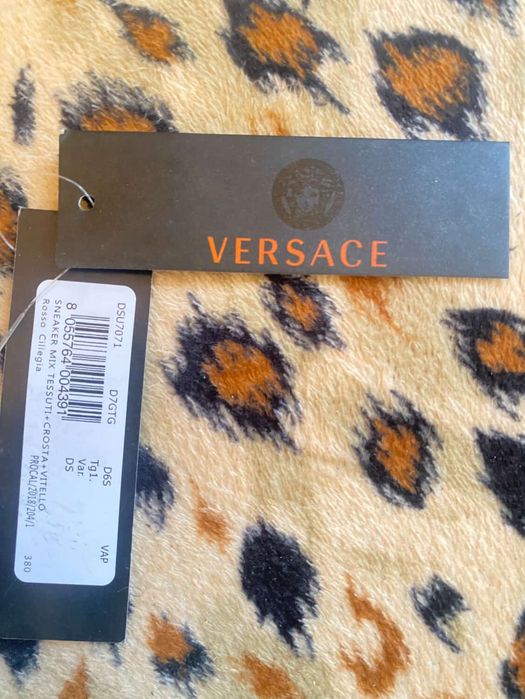 VERSACE
DSU7071 D7GTG D6S VAP
Tg1.
Var. DS
8 055764 004391
SNEAKER MIX TESSUTI+CROSTA+VITELLO
Rosso Ciliegia
PROCAL/2018/204/1 380